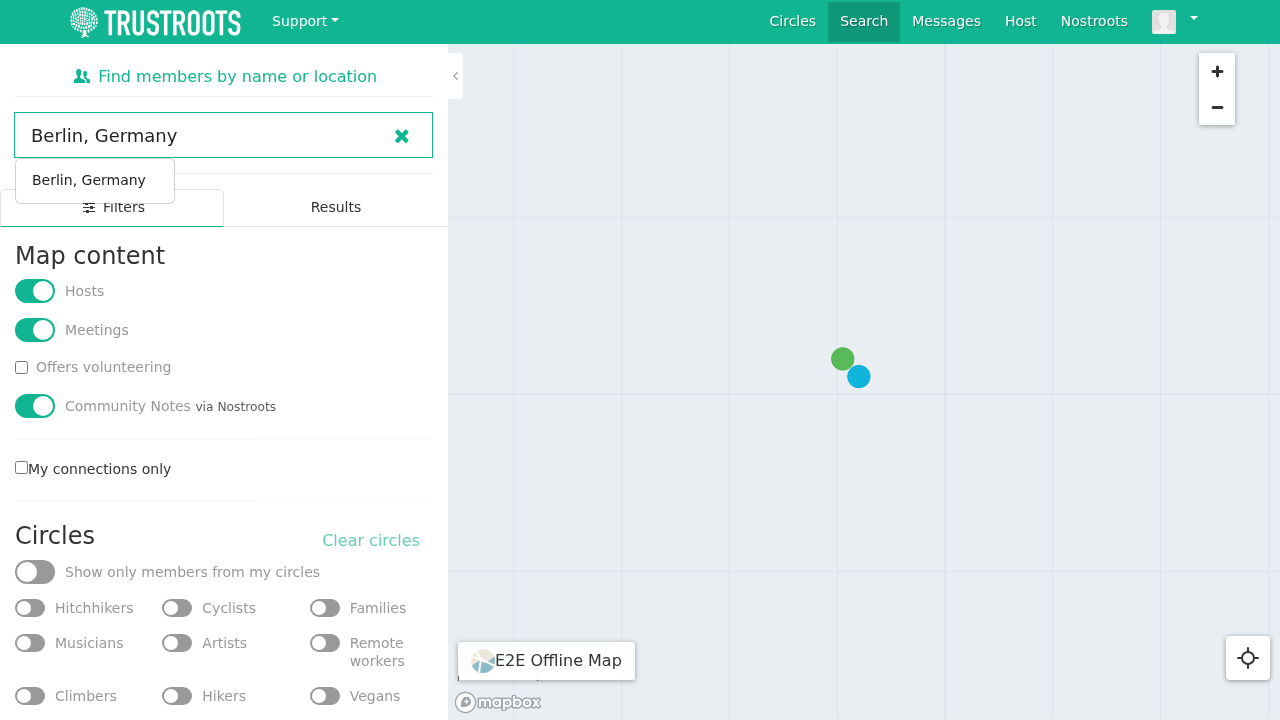 TRUSTROOTS
Support
Circles
Search
Messages
Host
Nostroots
Find members by name or location
Berlin, Germany
Berlin, Germany
Filters
Results
Map content
Hosts
Meetings
Offers volunteering
Community Notes via Nostroots
My connections only
Circles
Clear circles
Show only members from my circles
Hitchhikers
Cyclists
Families
Musicians
Artists
Remote
workers
Climbers
Hikers
Vegans
E2E Offline Map
mapbox